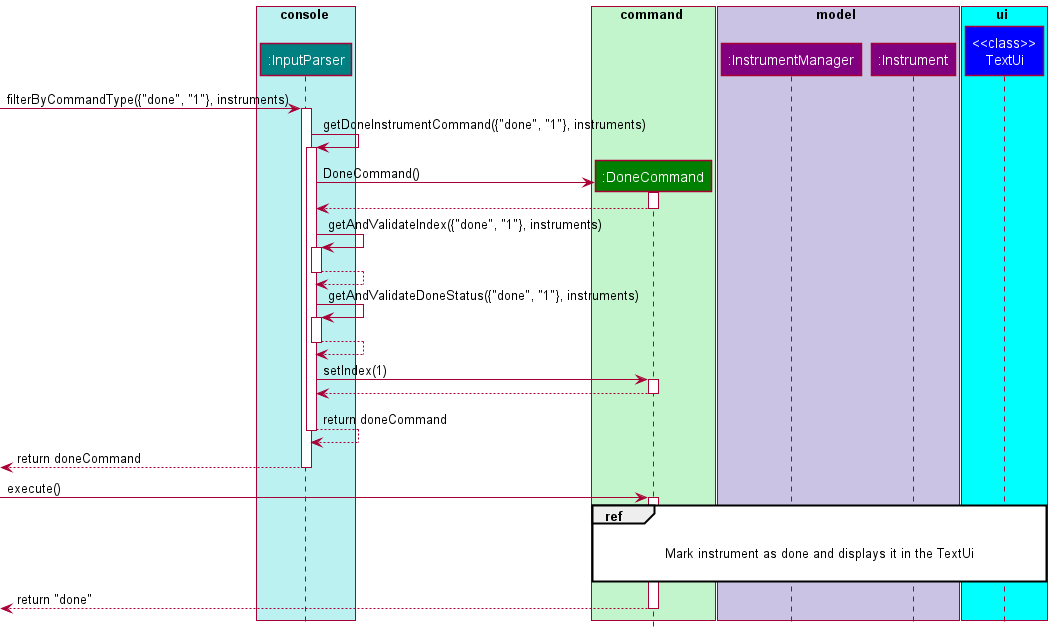 console
command
model
ui
:InputParser
:InstrumentManager
:Instrument
<<class>>
TextUi
filterByCommandType({"done", "1"}, instruments)
getDoneInstrumentCommand({"done", "1"}, instruments)
DoneCommand()
:DoneCommand
getAndValidateIndex({"done", "1"}, instruments)
getAndValidateDoneStatus({"done", "1"}, instruments)
setIndex(1)
return doneCommand
return doneCommand
execute()
ref
Mark instrument as done and displays it in the TextUi
return "done"